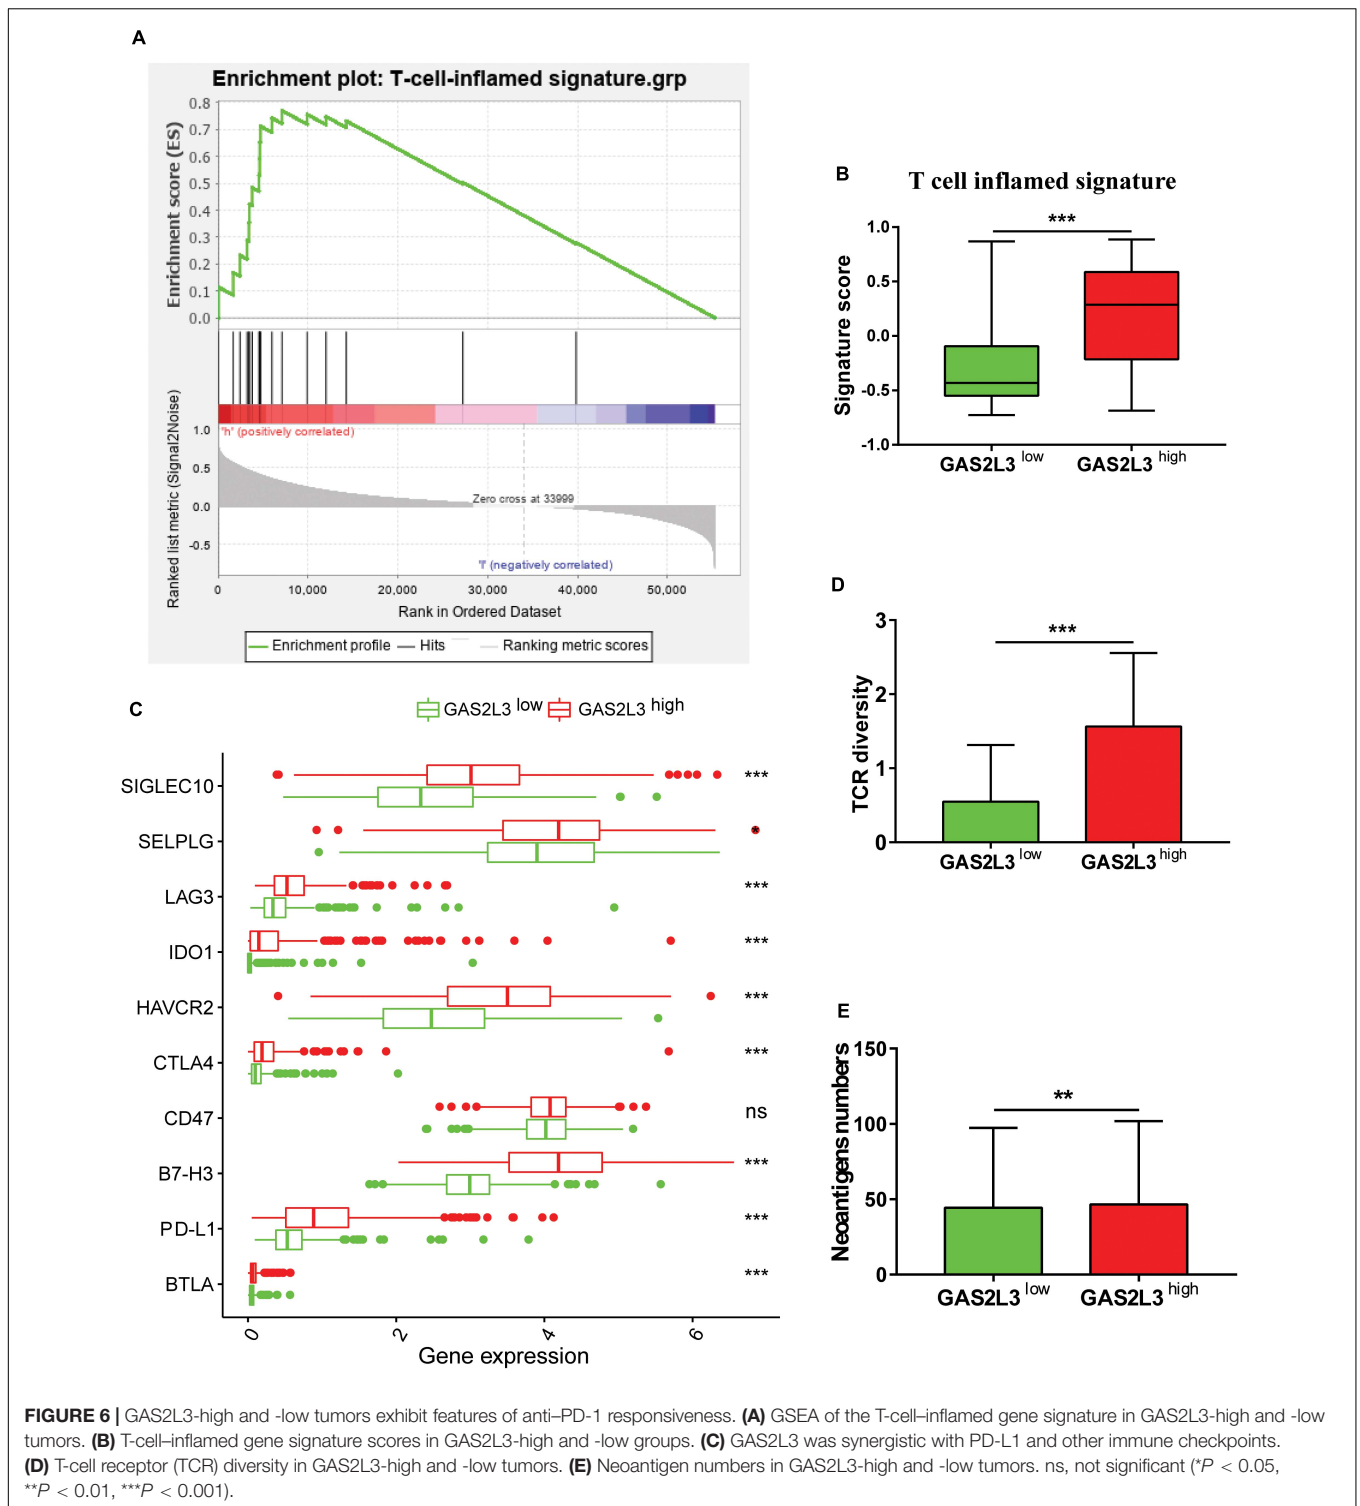 A
Enrichment plot: T-cell-inflamed signature.grp
Enrichment score (ES)
0.8
0.7
0.6
0.5
0.4
0.3
0.2
0.1
0.0
Ranked list metric (Signal2Noise)
'h' (positively correlated)
1.0
0.5
0.0
-0.5
Zero cross at 33999
'l' (negatively correlated)
0 10,000 20,000 30,000 40,000 50,000
Rank in Ordered Dataset
Enrichment profile Hits Ranking metric scores
B
T cell inflamed signature
***
Signature score
1.0
0.5
0.0
-0.5
-1.0
GAS2L3 low GAS2L3 high
C
GAS2L3 low GAS2L3 high
SIGLEC10 ***
SELPLG *
LAG3 ***
IDO1 ***
HAVCR2 ***
CTLA4 ***
CD47 ns
B7-H3 ***
PD-L1 ***
BTLA ***
0 2 4 6
Gene expression
D
***
TCR diversity
3
2
1
0
GAS2L3 low GAS2L3 high
E
**
Neoantigens numbers
150
100
50
0
GAS2L3 low GAS2L3 high
FIGURE 6 | GAS2L3-high and -low tumors exhibit features of anti–PD-1 responsiveness. (A) GSEA of the T-cell–inflamed gene signature in GAS2L3-high and -low
tumors. (B) T-cell–inflamed gene signature scores in GAS2L3-high and -low groups. (C) GAS2L3 was synergistic with PD-L1 and other immune checkpoints.
(D) T-cell receptor (TCR) diversity in GAS2L3-high and -low tumors. (E) Neoantigen numbers in GAS2L3-high and -low tumors. ns, not significant (*P < 0.05,
**P < 0.01, ***P < 0.001).